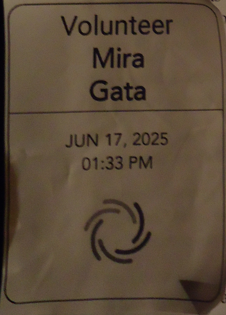 Volunteer
Mira
Gata
JUN 17, 2025
01:33 PM